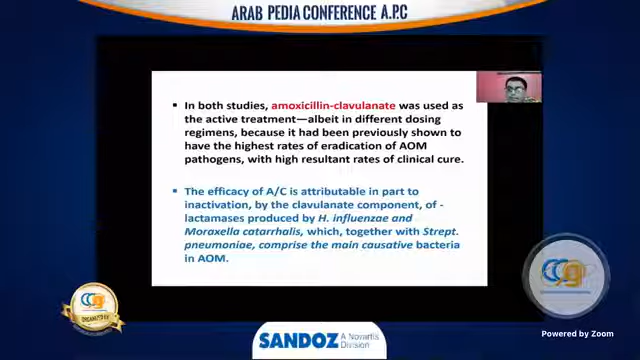 ARAB PEDIA CONFERENCE A.P.C
In both studies, amoxicillin-clavulanate was used as
the active treatment—albeit in different dosing
regimens, because it had been previously shown to
have the highest rates of eradication of AOM
pathogens, with high resultant rates of clinical cure.
The efficacy of A/C is attributable in part to
inactivation, by the clavulanate component, of -
lactamases produced by H. influenzae and
Moraxella catarrhalis, which, together with Strept.
pneumoniae, comprise the main causative bacteria
in AOM.
ORGANIZED BY
SANDOZ A Novartis
Division
Powered by Zoom